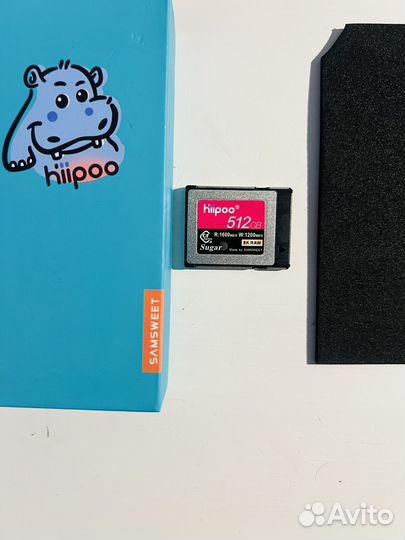 hiipoo
SAMSWEET
hiipoo®
512GB
R:1600MB/S W:1200MB/S
8K RAW
Sugar
Made by SAMSWEET
Avito